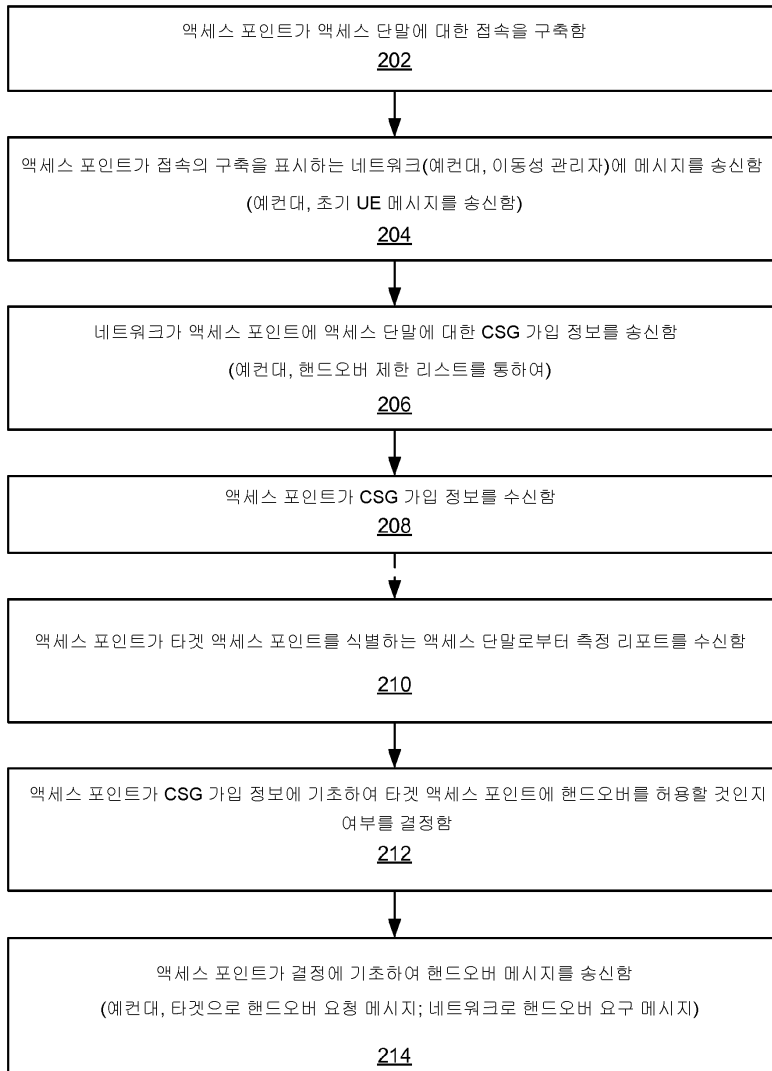 액세스 포인트가 액세스 단말에 대한 접속을 구축함
202
액세스 포인트가 접속의 구축을 표시하는 네트워크(예컨대, 이동성 관리자)에 메시지를 송신함
(예컨대, 초기 UE 메시지를 송신함)
204
네트워크가 액세스 포인트에 액세스 단말에 대한 CSG 가입 정보를 송신함
(예컨대, 핸드오버 제한 리스트를 통하여)
206
액세스 포인트가 CSG 가입 정보를 수신함
208
액세스 포인트가 타겟 액세스 포인트를 식별하는 액세스 단말로부터 측정 리포트를 수신함
210
액세스 포인트가 CSG 가입 정보에 기초하여 타겟 액세스 포인트에 핸드오버를 허용할 것인지
여부를 결정함
212
액세스 포인트가 결정에 기초하여 핸드오버 메시지를 송신함
(예컨대, 타겟으로 핸드오버 요청 메시지; 네트워크로 핸드오버 요구 메시지)
214